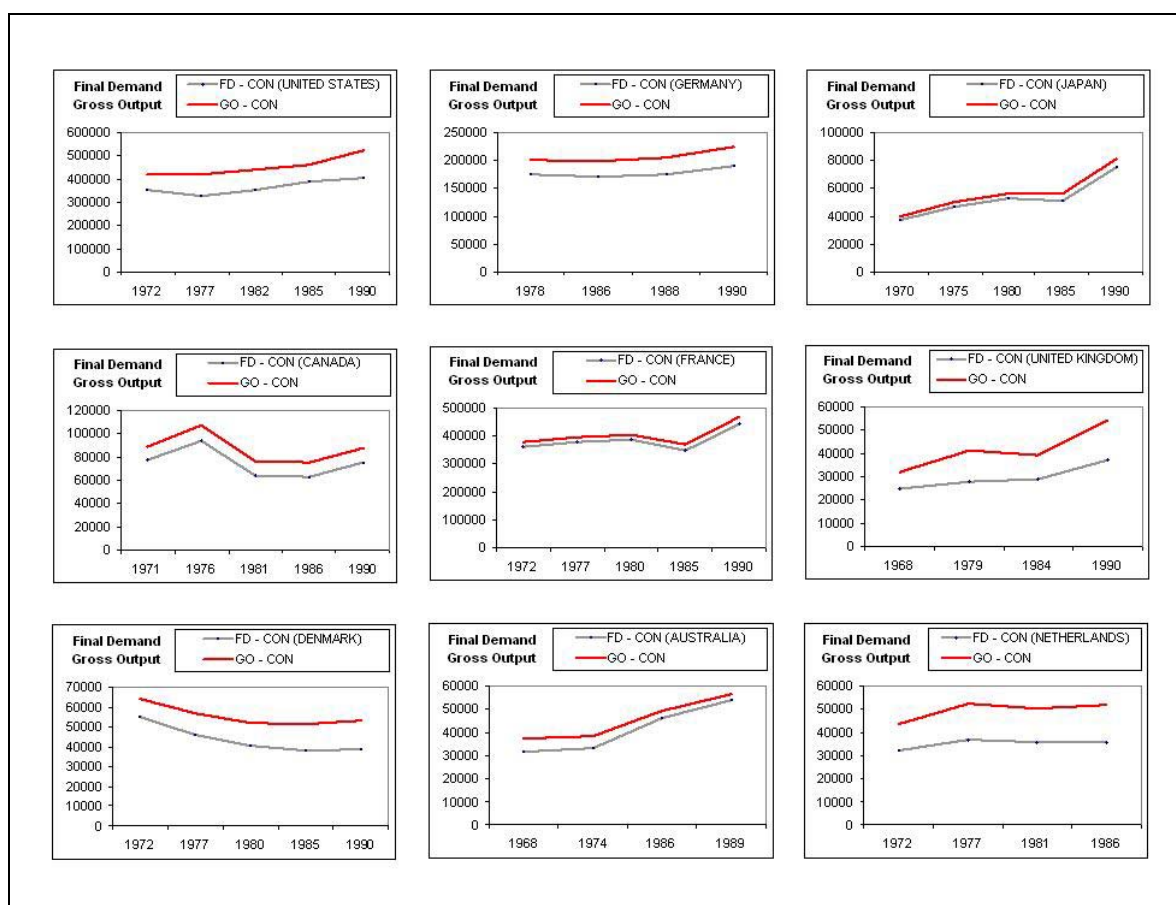 Final Demand
Gross Output
FD - CON (UNITED STATES)
GO - CON
600000
500000
400000
300000
200000
100000
0
1972 1977 1982 1985 1990
Final Demand
Gross Output
FD - CON (GERMANY)
GO - CON
250000
200000
150000
100000
50000
0
1978 1986 1988 1990
Final Demand
Gross Output
FD - CON (JAPAN)
GO - CON
100000
80000
60000
40000
20000
0
1970 1975 1980 1985 1990
Final Demand
Gross Output
FD - CON (CANADA)
GO - CON
120000
100000
80000
60000
40000
20000
0
1971 1976 1981 1986 1990
Final Demand
Gross Output
FD - CON (FRANCE)
GO - CON
500000
400000
300000
200000
100000
0
1972 1977 1980 1985 1990
Final Demand
Gross Output
FD - CON (UNITED KINGDOM)
GO - CON
60000
50000
40000
30000
20000
10000
0
1968 1979 1984 1990
Final Demand
Gross Output
FD - CON (DENMARK)
GO - CON
70000
60000
50000
40000
30000
20000
10000
0
1972 1977 1980 1985 1990
Final Demand
Gross Output
FD - CON (AUSTRALIA)
GO - CON
60000
50000
40000
30000
20000
10000
0
1968 1974 1986 1989
Final Demand
Gross Output
FD - CON (NETHERLANDS)
GO - CON
60000
50000
40000
30000
20000
10000
0
1972 1977 1981 1986